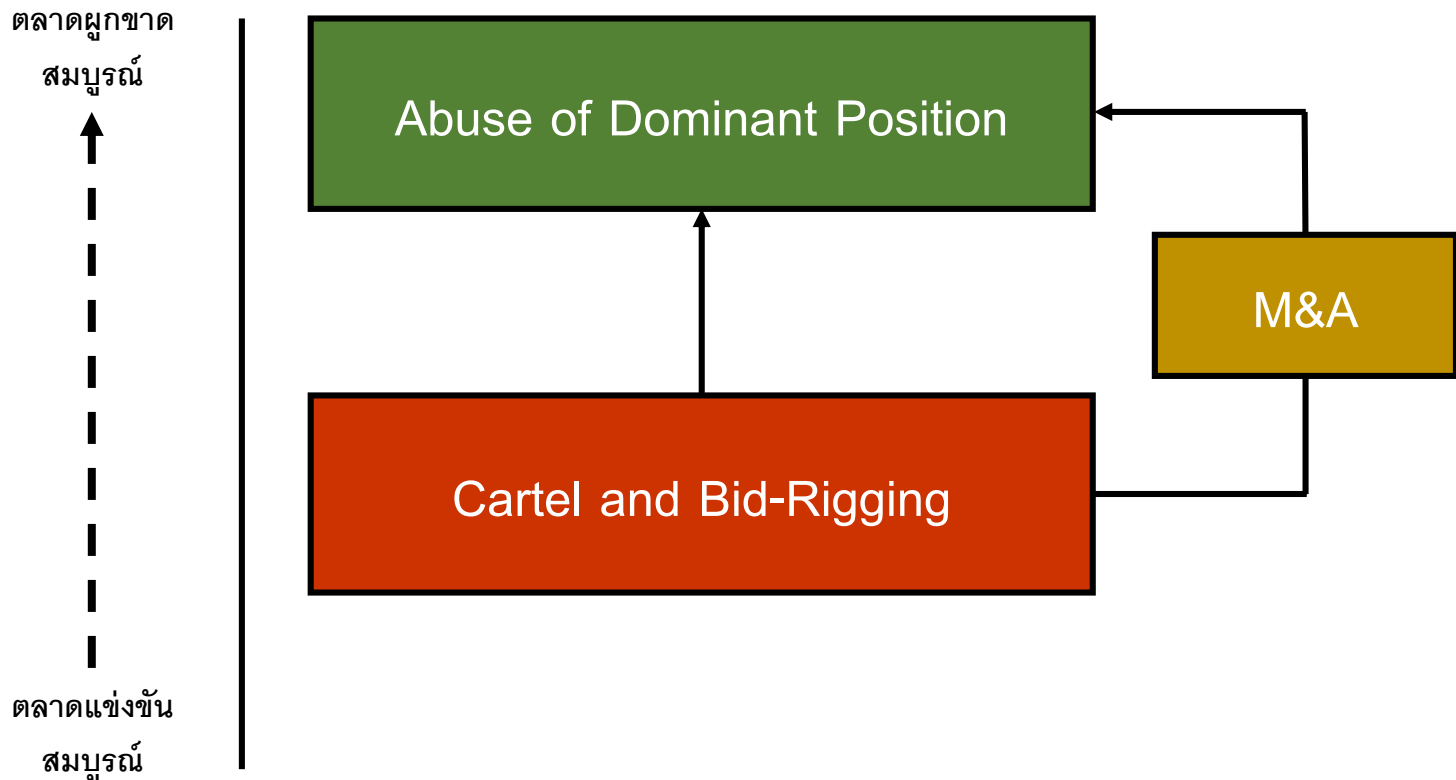 ตลาดผูกขาด
สมบูรณ์
Abuse of Dominant Position
M&A
Cartel and Bid-Rigging
ตลาดแข่งขัน
สมบูรณ์